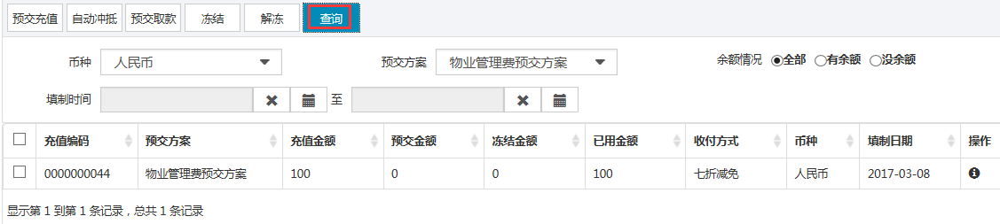 预交充值 自动冲抵 预交取款 冻结 解冻 查询
币种 人民币 预交方案 物业管理费预交方案 余额情况 全部 有余额 没余额
填制时间 至
充值编码 预交方案 充值金额 预交金额 冻结金额 已用金额 收付方式 币种 填制日期 操作
0000000044 物业管理费预交方案 100 0 0 100 七折减免 人民币 2017-03-08
显示第 1 到第 1 条记录，总共 1 条记录